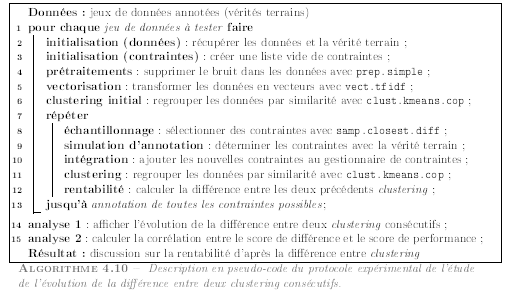 Données : jeux de données annotées (vérités terrains)
1 pour chaque jeu de données à tester faire
2 initialisation (données) : récupérer les données et la vérité terrain ;
3 initialisation (contraintes) : créer une liste vide de contraintes ;
4 prétraitements : supprimer le bruit dans les données avec prep.simple ;
5 vectorisation : transformer les données en vecteurs avec vect.tfidf ;
6 clustering initial : regrouper les données par similarité avec clust.kmeans.cop ;
7 répéter
8 échantillonnage : sélectionner des contraintes avec samp.closest.diff ;
9 simulation d'annotation : déterminer les contraintes avec la vérité terrain ;
10 intégration : ajouter les nouvelles contraintes au gestionnaire de contraintes ;
11 clustering : regrouper les données par similarité avec clust.kmeans.cop ;
12 rentabilité : calculer la différence entre les deux précédents clustering ;
13 jusqu'à annotation de toutes les contraintes possibles;
14 analyse 1 : afficher l'évolution de la différence entre deux clustering consécutifs ;
15 analyse 2 : calculer la corrélation entre le score de différence et le score de performance ;
Résultat : discussion sur la rentabilité d'après la différence entre clustering
ALGORITHME 4.10 – Description en pseudo-code du protocole expérimental de l'étude
de l'évolution de la différence entre deux clustering consécutifs.